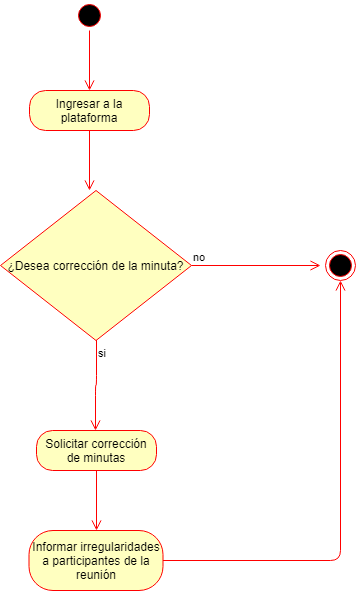 Ingresar a la
plataforma
¿Desea corrección de la minuta?
no
si
Solicitar corrección
de minutas
Informar irregularidades
a participantes de la
reunión